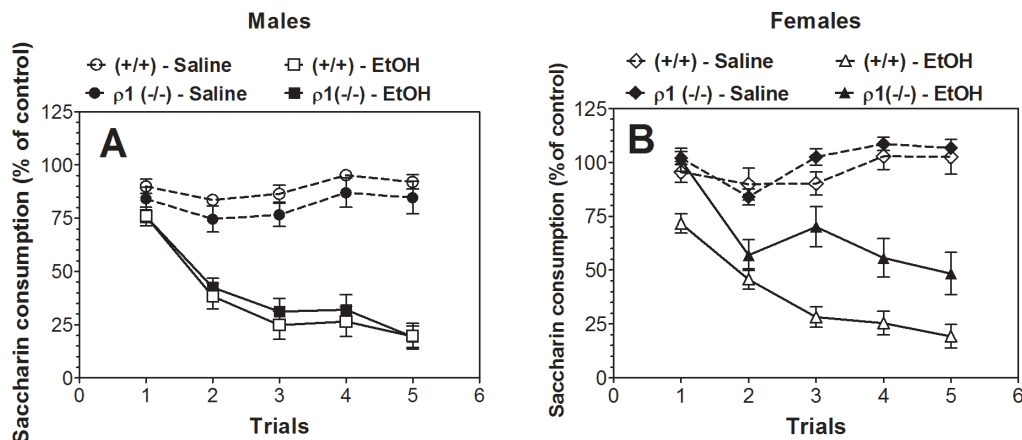 Males
(+/+) - Saline
(+/+) - EtOH
ρ1 (-/-) - Saline
ρ1(-/-) - EtOH
A
Saccharin consumption (% of control)
125
100
75
50
25
0
0 1 2 3 4 5 6
Trials
Females
(+/+) - Saline
(+/+) - EtOH
ρ1 (-/-) - Saline
ρ1(-/-) - EtOH
B
Saccharin consumption (% of control)
125
100
75
50
25
0
0 1 2 3 4 5 6
Trials